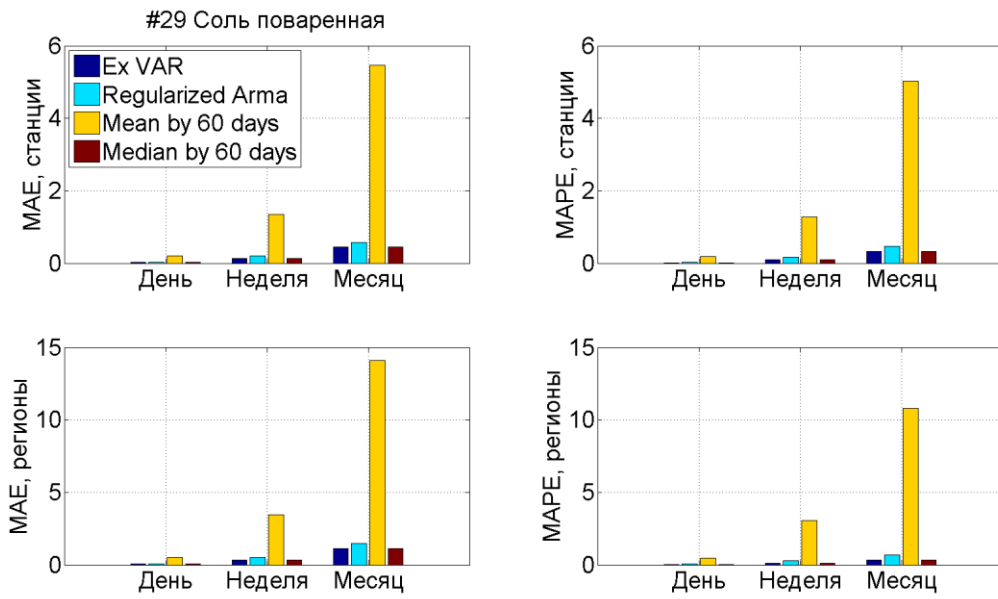 #29 Соль поваренная
MAE, станции
6
4
2
0
Ex VAR
Regularized Arma
Mean by 60 days
Median by 60 days
День Неделя Месяц
MAPE, станции
6
4
2
0
День Неделя Месяц
MAE, регионы
15
10
5
0
День Неделя Месяц
MAPE, регионы
15
10
5
0
День Неделя Месяц